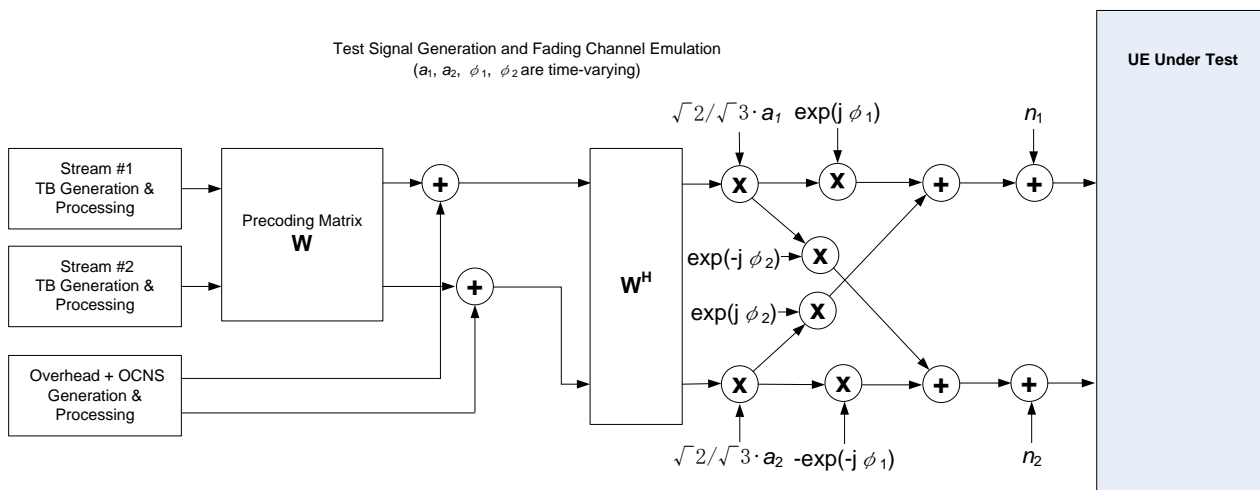 Test Signal Generation and Fading Channel Emulation
(a₁, a₂, ϕ₁, ϕ₂ are time-varying)
UE Under Test
√2/√3· a₁
exp(j ϕ₁)
n₁
Stream #1
TB Generation &
Processing
Precoding Matrix
W
+
x
x
+
+
Stream #2
TB Generation &
Processing
+
Wᴴ
exp(-j ϕ₂)
x
exp(j ϕ₂)
x
Overhead + OCNS
Generation &
Processing
x
x
+
+
√2/√3· a₂
-exp(-j ϕ₁)
n₂